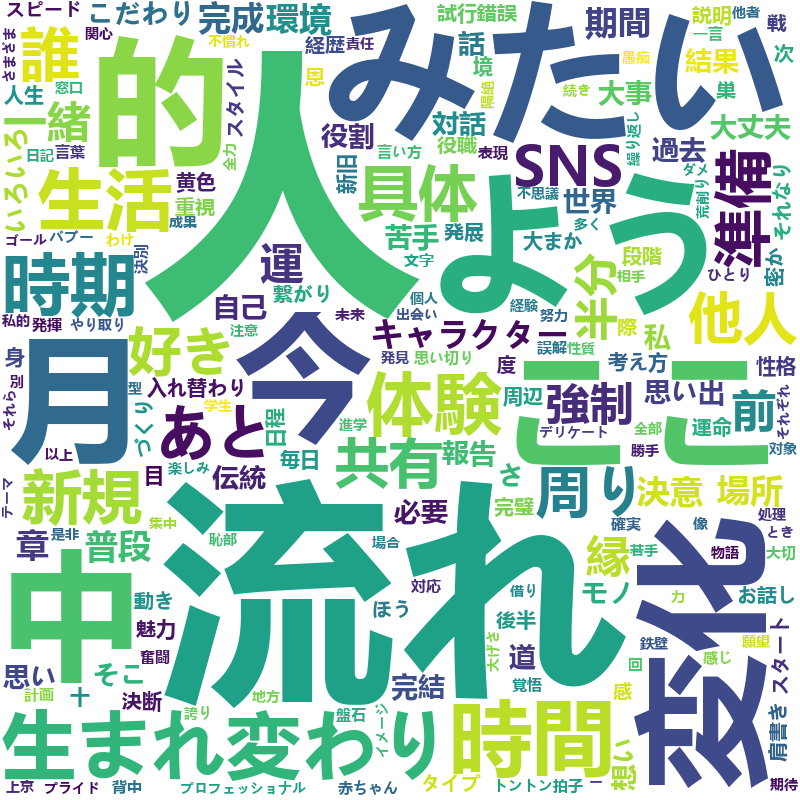 スピード
こだわり
完成
環境
試行錯誤
期間
説明
他者
一言
戦
さまざま
関心
誰
的
人
みたい
不慣れ
経歴
責任
話
境
愚痴
結果
次
人生
窓口
一緒
恩
スタイル
役割
対話
役職
隔絶
続き
大事
巣
いろいろ
日記
言葉
全力
新旧
言い方
表現
繰り返し
過去
大丈夫
生活
黄色
重視
成果
具体
SNS
不思議
世界
ダメ
荒削り
準備
それなり
ゴール
バブー
わけ
決別
運
苦手
発展
大まか
多く
よう
段階
相手
密か
ひとり
時期
繋がり
文字
半分
他人
私的
発揮
やり取り
自己
注意
未来
個人
出会い
経験
努力
際
私
月
好き
今
キャラクター
誤解
性質
身
それら
別
型
入れ替わり
発見
思い切り
度
考え方
性格
学生
あと
日程
体験
周辺
ここ
強制
思い出
前
それぞれ
以上
づくり
進学
デリケート
全部
運命
勝手
対象
楽しみ
毎日
共有
報告
さ
目
伝統
テーマ
新規
必要
完璧
周り
決意
場所
章
是非
普段
集中
恥部
場合
縁
確実
若手
像
物語
処理
とき
大切
中
動き
流れ
対応
借り
モノ
力
お話し
魅力
ほう
後半
変化
奮闘
大げさ
道
鉄壁
感じ
願望
スタート
思い
そこ
決断
完結
覚悟
回
計画
十
誇り
地方
盤石
イメージ
感
肩書き
生まれ変わり
時間
想い
上京
プライド
背中
プロフェッショナル
赤ちゃん
タイプ
トントン拍子
一
期待